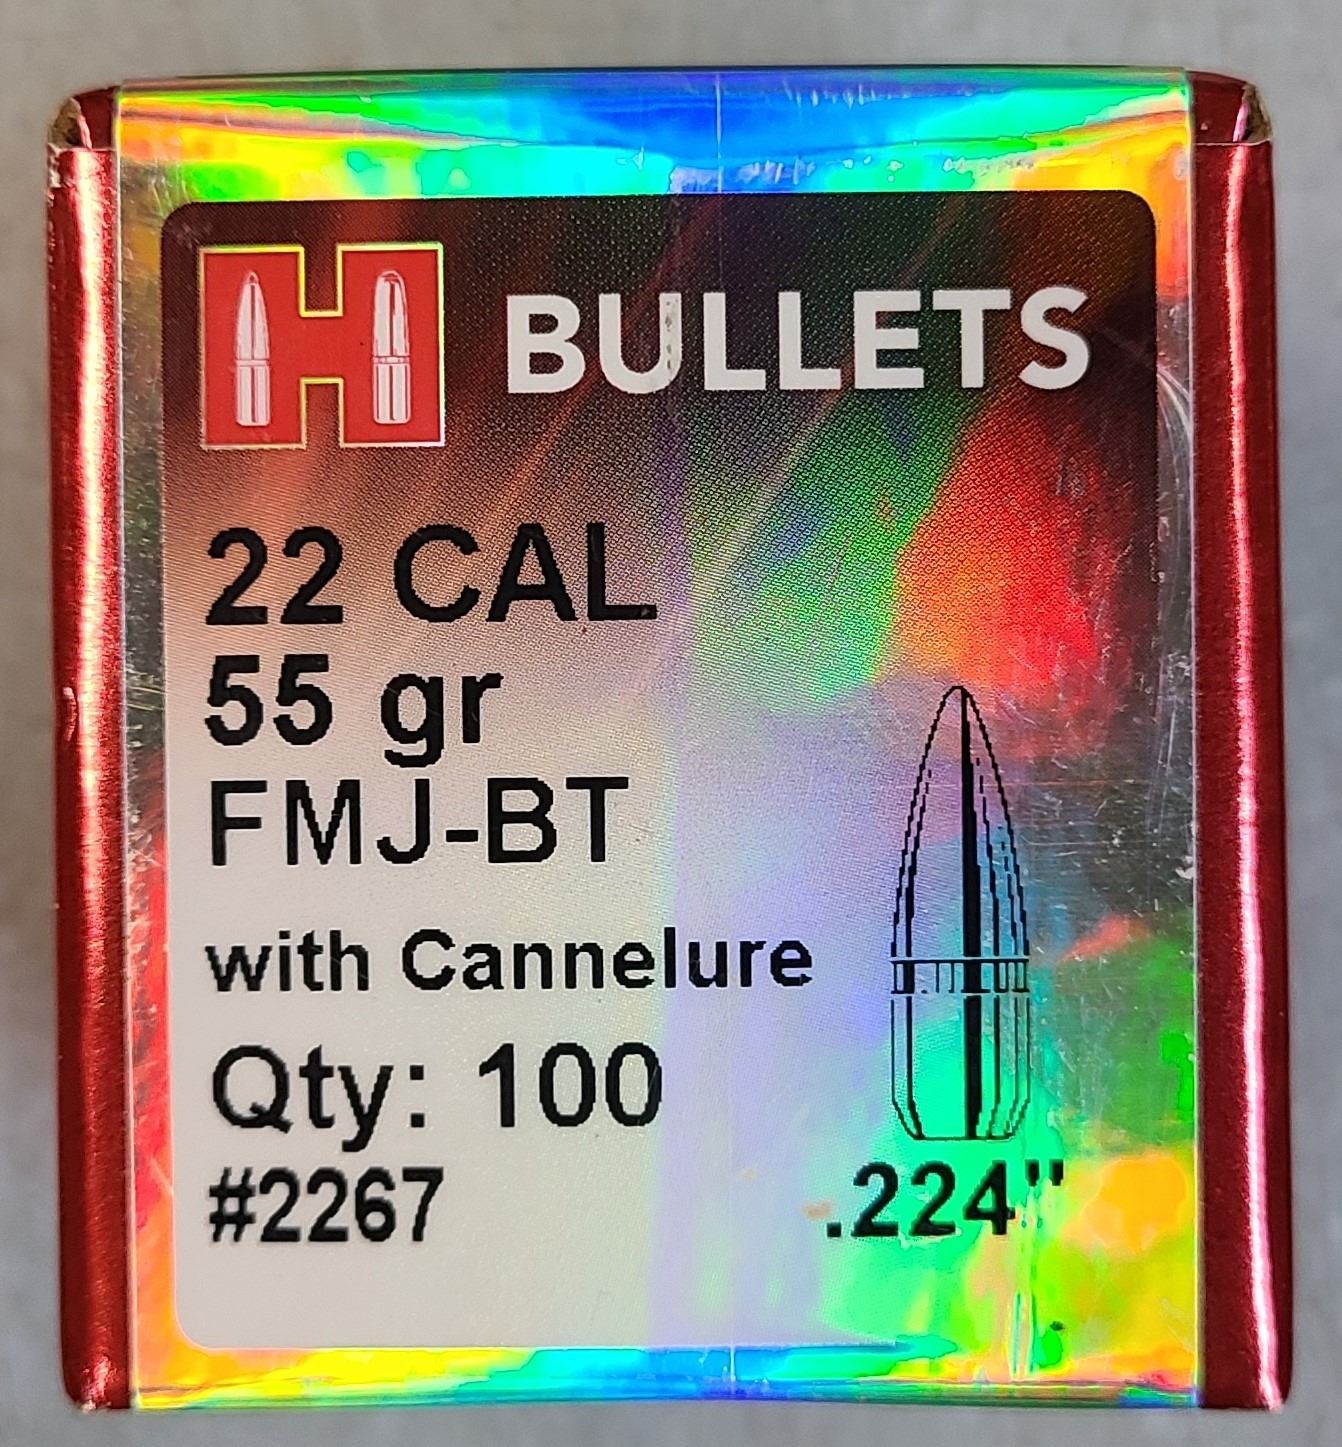 H BULLETS
22 CAL
55 gr
FMJ-BT
with Cannelure
Qty: 100
#2267
.224"